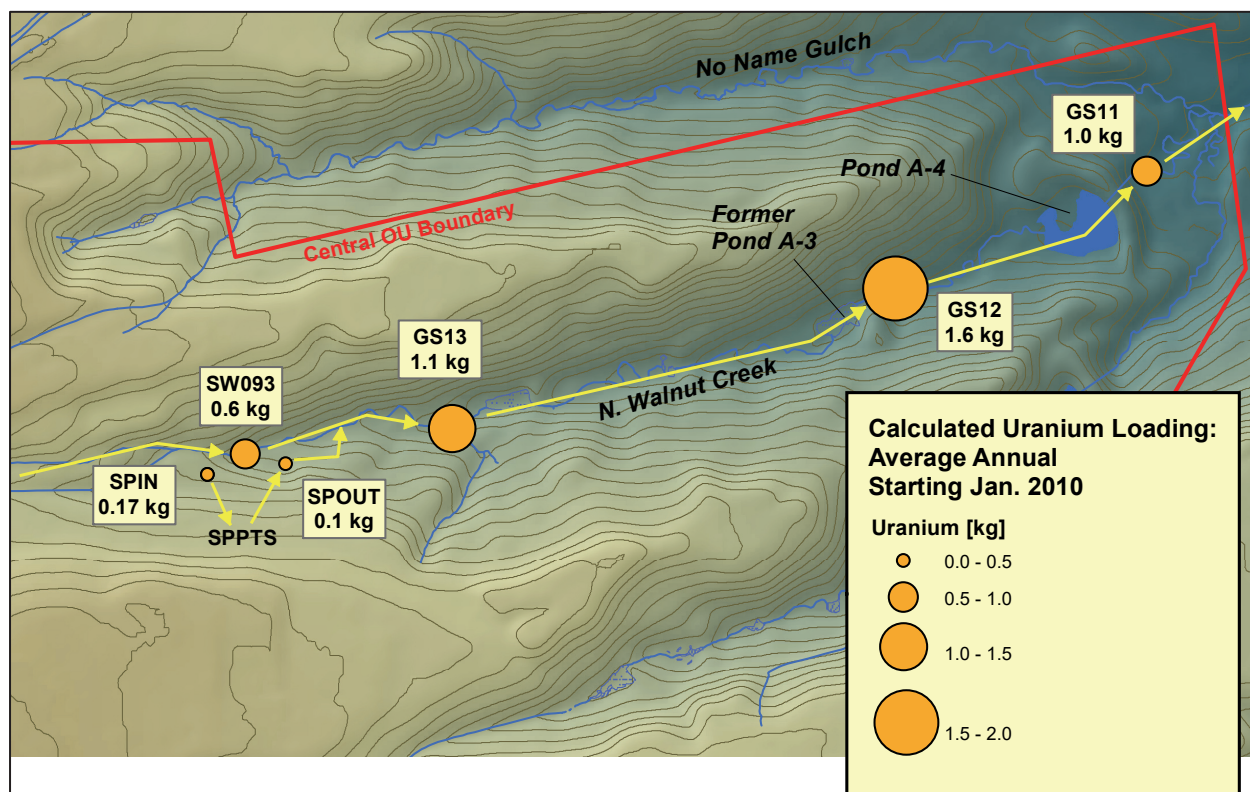 No Name Gulch
GS11
1.0 kg
Pond A-4
Former
Pond A-3
Central OU Boundary
GS12
1.6 kg
GS13
1.1 kg
N. Walnut Creek
SW093
0.6 kg
SPIN
0.17 kg
SPOUT
0.1 kg
SPPTS
Calculated Uranium Loading:
Average Annual
Starting Jan. 2010
Uranium [kg]
0.0 - 0.5
0.5 - 1.0
1.0 - 1.5
1.5 - 2.0